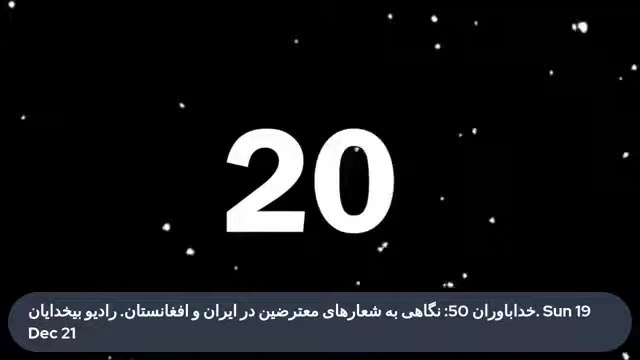 20
خداباوران 50: نگاهی به شعارهای معترضین در ایران و افغانستان. رادیو بیخدایان. Sun 19
Dec 21